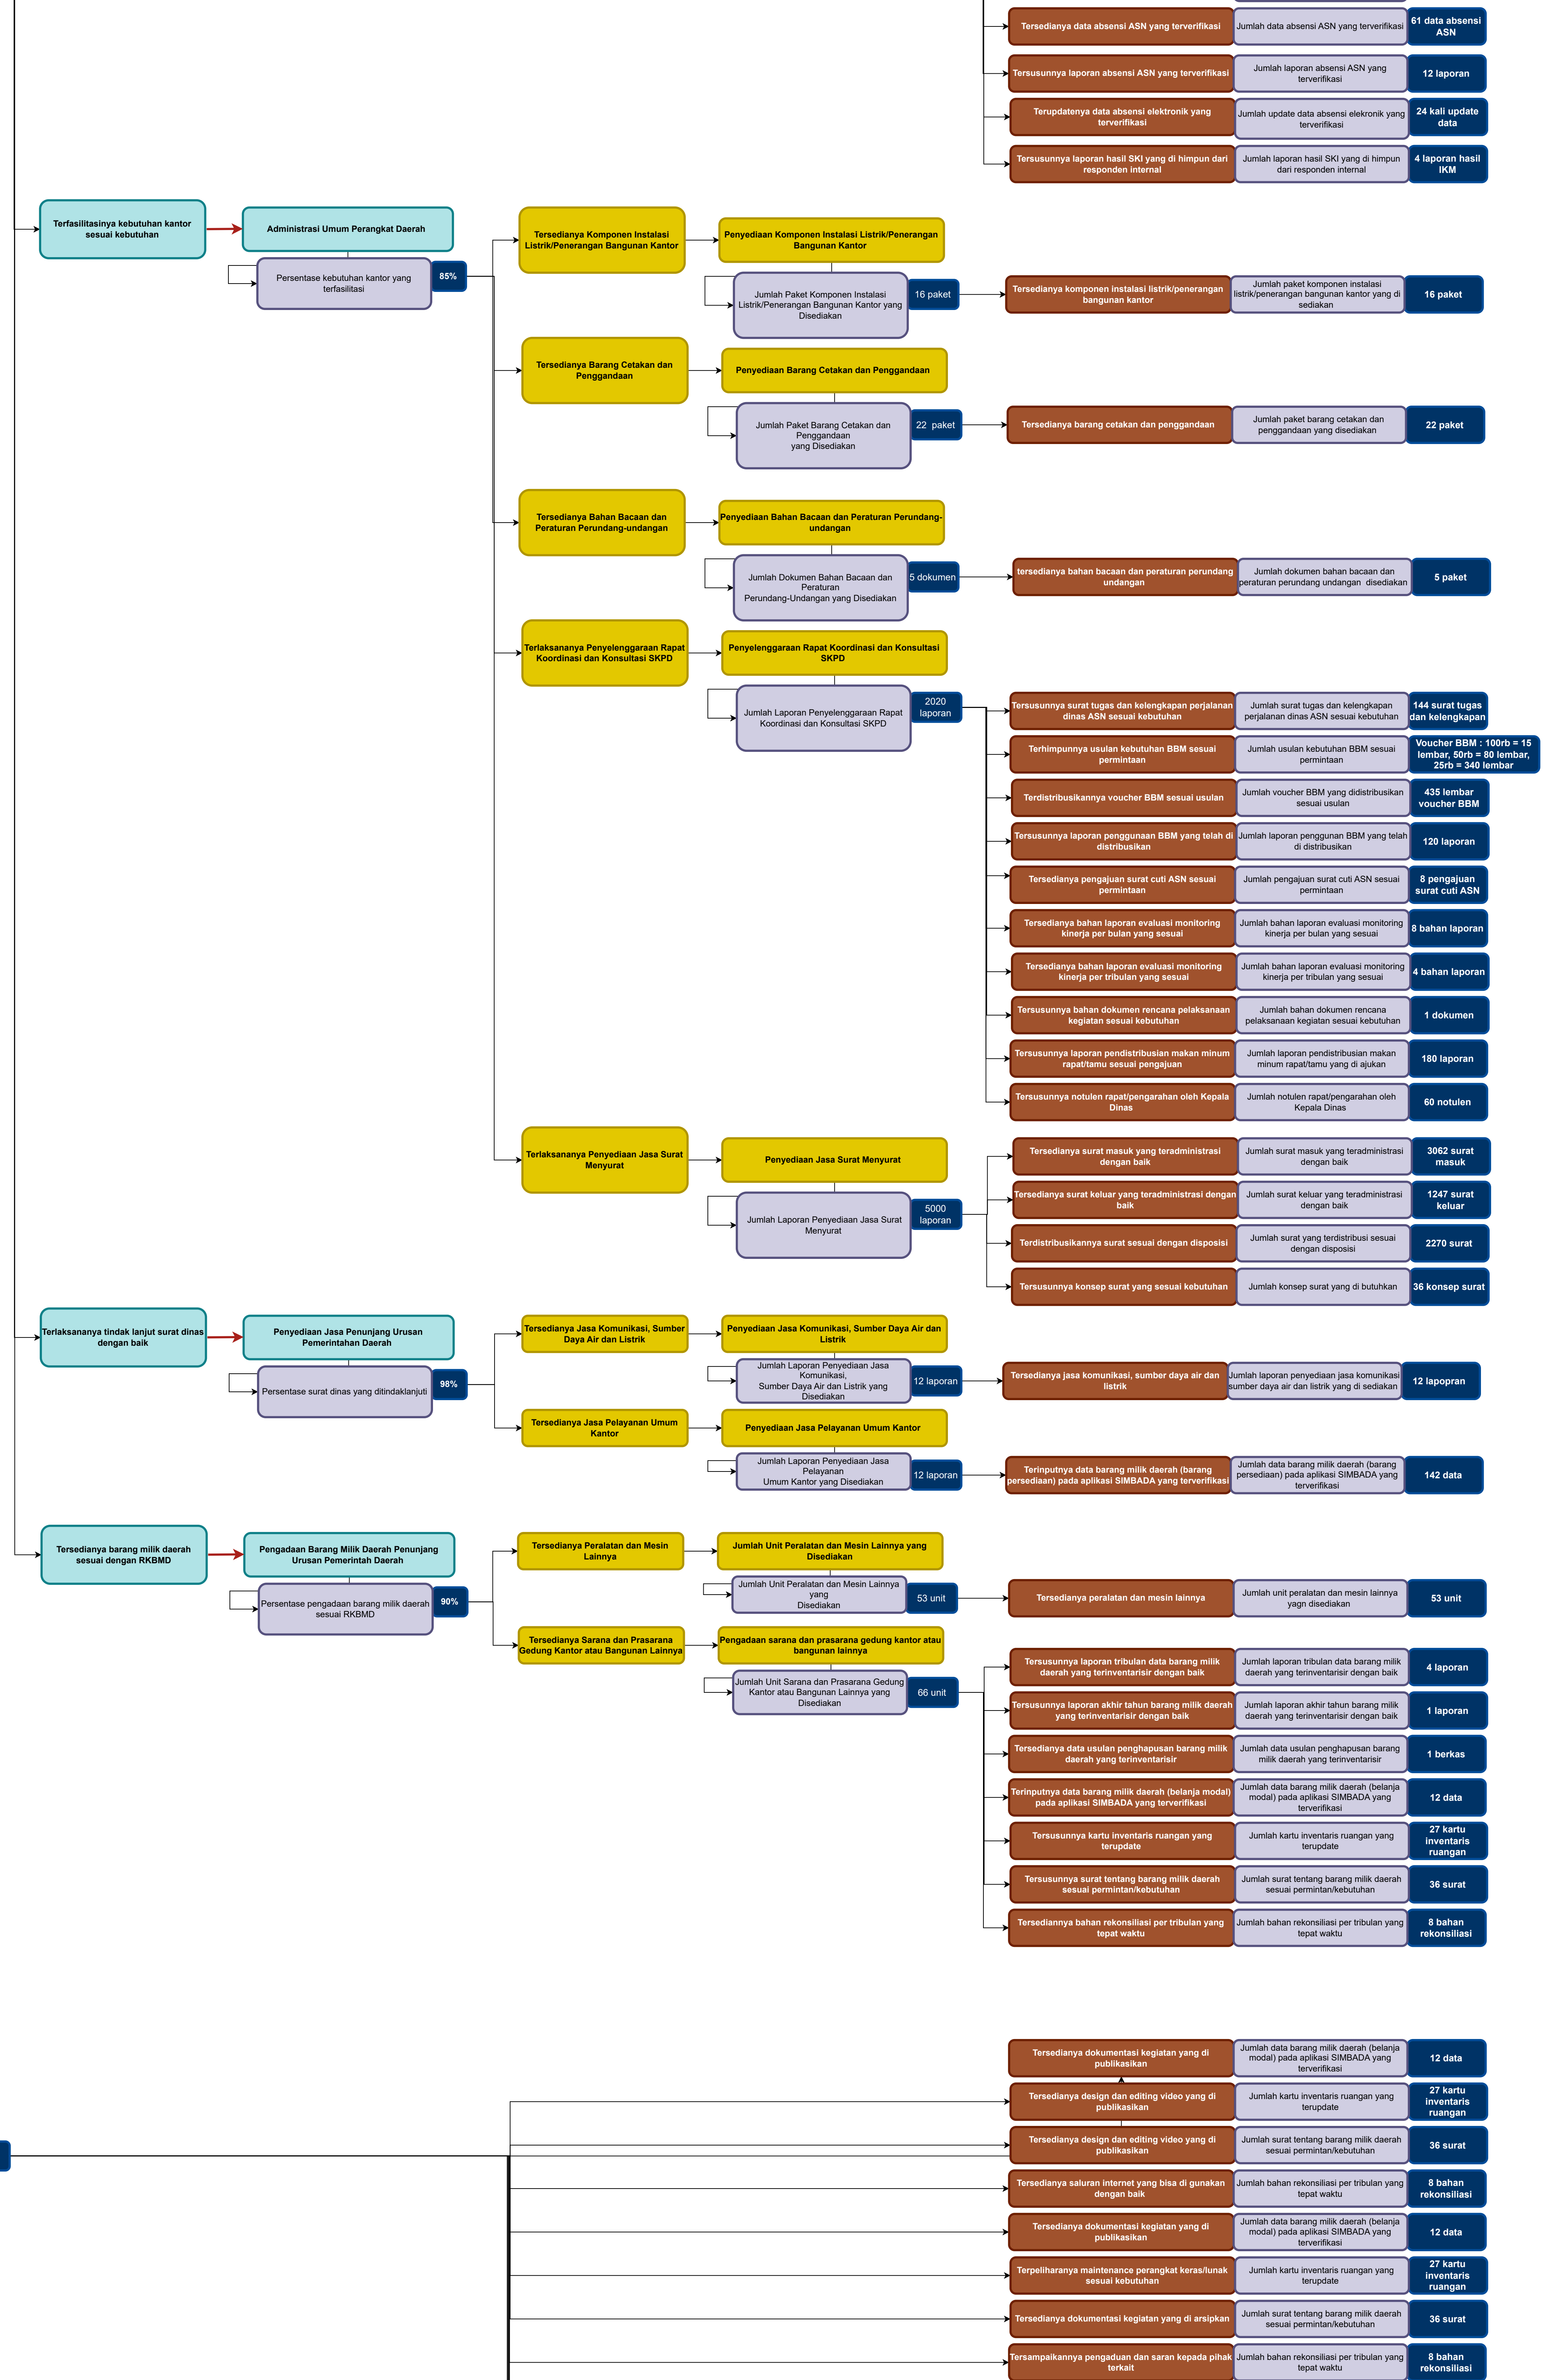 Tersedianya data absensi ASN yang terverifikasi
Jumlah data absensi ASN yang terverifikasi
61 data absensi
ASN
Tersusunnya laporan absensi ASN yang terverifikasi
Jumlah laporan absensi ASN yang
terverifikasi
12 laporan
Terupdatenya data absensi elektronik yang
terverifikasi
Jumlah update data absensi elekronik yang
terverifikasi
24 kali update
data
Tersusunnya laporan hasil SKI yang di himpun dari
responden internal
Jumlah laporan hasil SKI yang di himpun
dari responden internal
4 laporan hasil
IKM
Terfasilitasinya kebutuhan kantor
sesuai kebutuhan
Administrasi Umum Perangkat Daerah
Persentase kebutuhan kantor yang
terfasilitasi
85%
Tersedianya Komponen Instalasi
Listrik/Penerangan Bangunan Kantor
Penyediaan Komponen Instalasi Listrik/Penerangan
Bangunan Kantor
Jumlah Paket Komponen Instalasi
Listrik/Penerangan Bangunan Kantor yang
Disediakan
16 paket
Tersedianya komponen instalasi listrik/penerangan
bangunan kantor
Jumlah paket komponen instalasi
listrik/penerangan bangunan kantor yang di
sediakan
16 paket
Tersedianya Barang Cetakan dan
Penggandaan
Penyediaan Barang Cetakan dan Penggandaan
Jumlah Paket Barang Cetakan dan
Penggandaan
yang Disediakan
22 paket
Tersedianya barang cetakan dan penggandaan
Jumlah paket barang cetakan dan
penggandaan yang disediakan
22 paket
Tersedianya Bahan Bacaan dan
Peraturan Perundang-undangan
Penyediaan Bahan Bacaan dan Peraturan Perundang-
undangan
Jumlah Dokumen Bahan Bacaan dan
Peraturan
Perundang-Undangan yang Disediakan
5 dokumen
tersedianya bahan bacaan dan peraturan perundang
undangan
Jumlah dokumen bahan bacaan dan
peraturan perundang undangan disediakan
5 paket
Terlaksananya Penyelenggaraan Rapat
Koordinasi dan Konsultasi SKPD
Penyelenggaraan Rapat Koordinasi dan Konsultasi
SKPD
Jumlah Laporan Penyelenggaraan Rapat
Koordinasi dan Konsultasi SKPD
2020
laporan
Tersusunnya surat tugas dan kelengkapan perjalanan
dinas ASN sesuai kebutuhan
Jumlah surat tugas dan kelengkapan
perjalanan dinas ASN sesuai kebutuhan
144 surat tugas
dan kelengkapan
Terhimpunnya usulan kebutuhan BBM sesuai
permintaan
Jumlah usulan kebutuhan BBM sesuai
permintaan
Voucher BBM : 100rb = 15
lembar, 50rb = 80 lembar,
25rb = 340 lembar
Terdistribusikannya voucher BBM sesuai usulan
Jumlah voucher BBM yang didistribusikan
sesuai usulan
435 lembar
voucher BBM
Tersusunnya laporan penggunaan BBM yang telah di
distribusikan
Jumlah laporan penggunan BBM yang telah
di distribusikan
120 laporan
Tersedianya pengajuan surat cuti ASN sesuai
permintaan
Jumlah pengajuan surat cuti ASN sesuai
permintaan
8 pengajuan
surat cuti ASN
Tersedianya bahan laporan evaluasi monitoring
kinerja per bulan yang sesuai
Jumlah bahan laporan evaluasi monitoring
kinerja per bulan yang sesuai
8 bahan laporan
Tersedianya bahan laporan evaluasi monitoring
kinerja per tribulan yang sesuai
Jumlah bahan laporan evaluasi monitoring
kinerja per tribulan yang sesuai
4 bahan laporan
Tersusunnya bahan dokumen rencana pelaksanaan
kegiatan sesuai kebutuhan
Jumlah bahan dokumen rencana
pelaksanaan kegiatan sesuai kebutuhan
1 dokumen
Tersusunnya laporan pendistribusian makan minum
rapat/tamu sesuai pengajuan
Jumlah laporan pendistribusian makan
minum rapat/tamu yang di ajukan
180 laporan
Tersusunnya notulen rapat/pengarahan oleh Kepala
Dinas
Jumlah notulen rapat/pengarahan oleh
Kepala Dinas
60 notulen
Terlaksananya Penyediaan Jasa Surat
Menyurat
Penyediaan Jasa Surat Menyurat
Jumlah Laporan Penyediaan Jasa Surat
Menyurat
5000
laporan
Tersedianya surat masuk yang teradministrasi
dengan baik
Jumlah surat masuk yang teradministrasi
dengan baik
3062 surat
masuk
Tersedianya surat keluar yang teradministrasi dengan
baik
Jumlah surat keluar yang teradministrasi
dengan baik
1247 surat
keluar
Terdistribusikannya surat sesuai dengan disposisi
Jumlah surat yang terdistribusi sesuai
dengan disposisi
2270 surat
Tersusunnya konsep surat yang sesuai kebutuhan
Jumlah konsep surat yang di butuhkan
36 konsep surat
Terlaksananya tindak lanjut surat dinas
dengan baik
Penyediaan Jasa Penunjang Urusan
Pemerintahan Daerah
Persentase surat dinas yang ditindaklanjuti
98%
Tersedianya Jasa Komunikasi, Sumber
Daya Air dan Listrik
Penyediaan Jasa Komunikasi, Sumber Daya Air dan
Listrik
Jumlah Laporan Penyediaan Jasa
Komunikasi,
Sumber Daya Air dan Listrik yang
Disediakan
12 laporan
Tersedianya jasa komunikasi, sumber daya air dan
listrik
Jumlah laporan penyediaan jasa komunikasi
sumber daya air dan listrik yang di sediakan
12 lapopran
Tersedianya Jasa Pelayanan Umum
Kantor
Penyediaan Jasa Pelayanan Umum Kantor
Jumlah Laporan Penyediaan Jasa
Pelayanan
Umum Kantor yang Disediakan
12 laporan
Terinputnya data barang milik daerah (barang
persediaan) pada aplikasi SIMBADA yang terverifikasi
Jumlah data barang milik daerah (barang
persediaan) pada aplikasi SIMBADA yang
terverifikasi
142 data
Tersedianya barang milik daerah
sesuai dengan RKBMD
Pengadaan Barang Milik Daerah Penunjang
Urusan Pemerintah Daerah
Persentase pengadaan barang milik daerah
sesuai RKBMD
90%
Tersedianya Peralatan dan Mesin
Lainnya
Jumlah Unit Peralatan dan Mesin Lainnya yang
Disediakan
Jumlah Unit Peralatan dan Mesin Lainnya
yang
Disediakan
53 unit
Tersedianya peralatan dan mesin lainnya
Jumlah unit peralatan dan mesin lainnya
yagn disediakan
53 unit
Tersedianya Sarana dan Prasarana
Gedung Kantor atau Bangunan Lainnya
Pengadaan sarana dan prasarana gedung kantor atau
bangunan lainnya
Jumlah Unit Sarana dan Prasarana Gedung
Kantor atau Bangunan Lainnya yang
Disediakan
66 unit
Tersusunnya laporan tribulan data barang milik
daerah yang terinventarisir dengan baik
Jumlah laporan tribulan data barang milik
daerah yang terinventarisir dengan baik
4 laporan
Tersusunnya laporan akhir tahun barang milik daerah
yang terinventarisir dengan baik
Jumlah laporan akhir tahun barang milik
daerah yang terinventarisir dengan baik
1 laporan
Tersedianya data usulan penghapusan barang milik
daerah yang terinventarisir
Jumlah data usulan penghapusan barang
milik daerah yang terinventarisir
1 berkas
Terinputnya data barang milik daerah (belanja modal)
pada aplikasi SIMBADA yang terverifikasi
Jumlah data barang milik daerah (belanja
modal) pada aplikasi SIMBADA yang
terverifikasi
12 data
Tersusunnya kartu inventaris ruangan yang
terupdate
Jumlah kartu inventaris ruangan yang
terupdate
27 kartu
inventaris
ruangan
Tersusunnya surat tentang barang milik daerah
sesuai permintan/kebutuhan
Jumlah surat tentang barang milik daerah
sesuai permintan/kebutuhan
36 surat
Tersediannya bahan rekonsiliasi per tribulan yang
tepat waktu
Jumlah bahan rekonsiliasi per tribulan yang
tepat waktu
8 bahan
rekonsiliasi
Tersedianya dokumentasi kegiatan yang di
publikasikan
Jumlah data barang milik daerah (belanja
modal) pada aplikasi SIMBADA yang
terverifikasi
12 data
Tersedianya design dan editing video yang di
publikasikan
Jumlah kartu inventaris ruangan yang
terupdate
27 kartu
inventaris
ruangan
Tersedianya design dan editing video yang di
publikasikan
Jumlah surat tentang barang milik daerah
sesuai permintan/kebutuhan
36 surat
Tersedianya saluran internet yang bisa di gunakan
dengan baik
Jumlah bahan rekonsiliasi per tribulan yang
tepat waktu
8 bahan
rekonsiliasi
Tersedianya dokumentasi kegiatan yang di
publikasikan
Jumlah data barang milik daerah (belanja
modal) pada aplikasi SIMBADA yang
terverifikasi
12 data
Terpeliharanya maintenance perangkat keras/lunak
sesuai kebutuhan
Jumlah kartu inventaris ruangan yang
terupdate
27 kartu
inventaris
ruangan
Tersedianya dokumentasi kegiatan yang di arsipkan
Jumlah surat tentang barang milik daerah
sesuai permintan/kebutuhan
36 surat
Tersampaikannya pengaduan dan saran kepada pihak
terkait
Jumlah bahan rekonsiliasi per tribulan yang
tepat waktu
8 bahan
rekonsiliasi